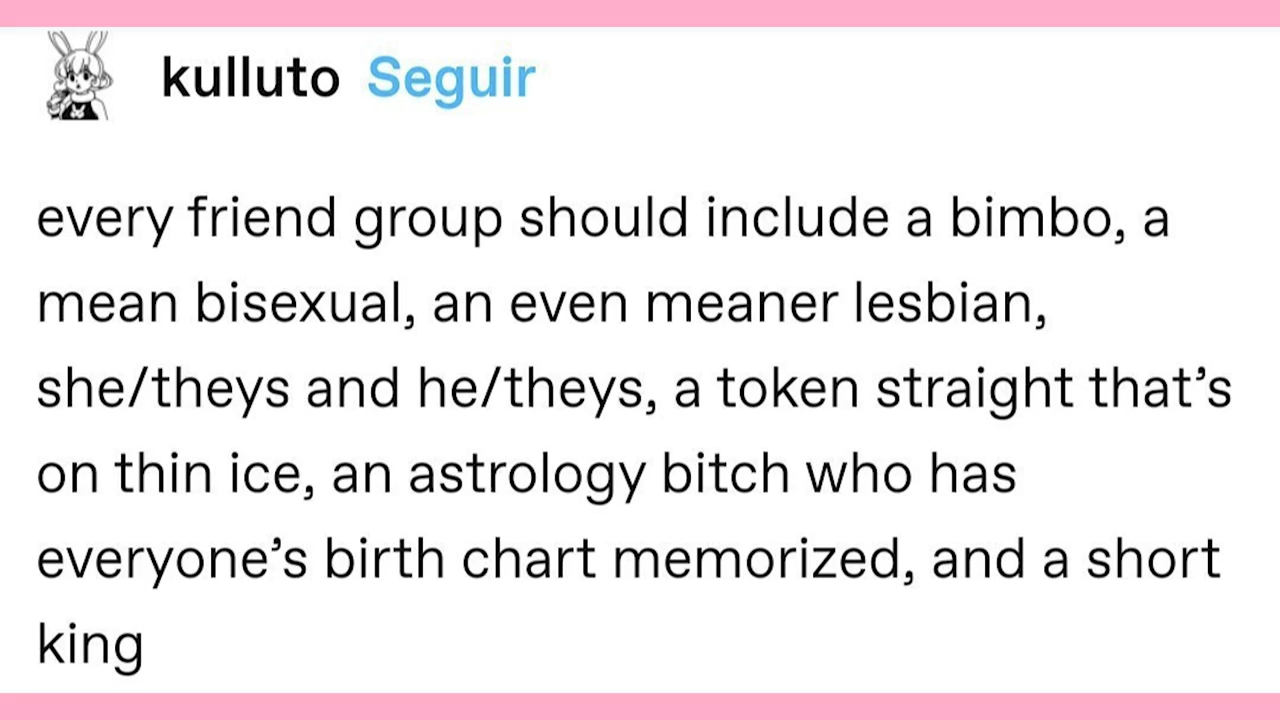 kulluto Seguir
every friend group should include a bimbo, a
mean bisexual, an even meaner lesbian,
she/theys and he/theys, a token straight that’s
on thin ice, an astrology bitch who has
everyone’s birth chart memorized, and a short
king